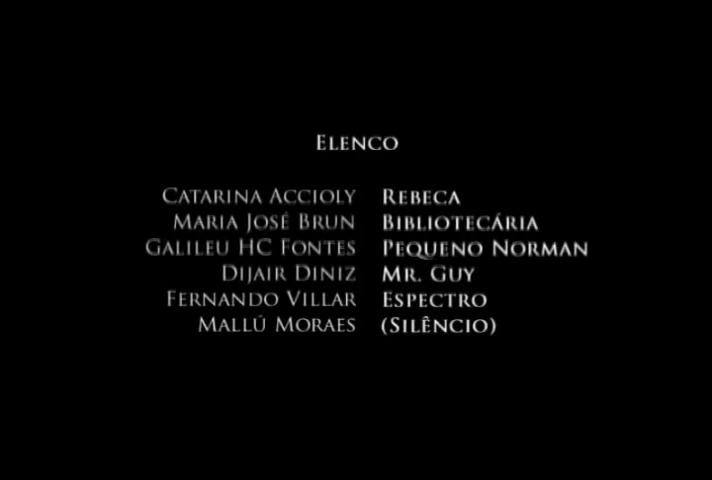 Elenco
Catarina Accioly Rebeca
Maria José Brun Bibliotecária
Galileu HC Fontes Pequeno Norman
Dijair Diniz Mr. Guy
Fernando Villar Espectro
Mallú Moraes (Silêncio)